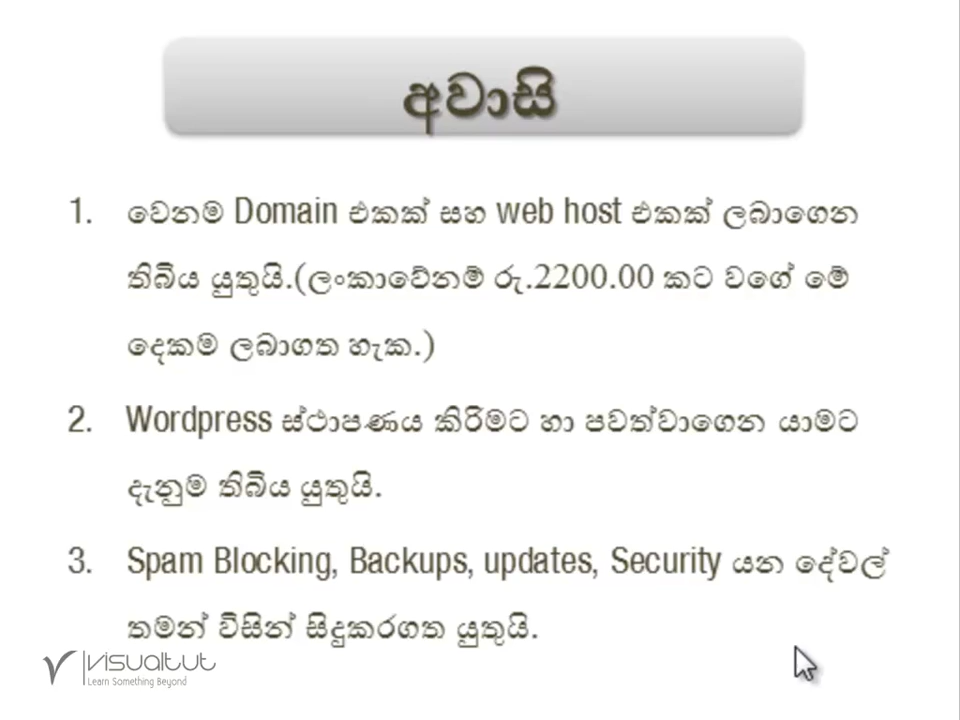 අවාසි
1. වෙනම Domain එකක් සහ web host එකක් ලබාගෙන
තිබිය යුතුයි.(ලංකාවේනම් රු.2200.00 කට වගේ මේ
දෙකම ලබාගත හැක.)
2. Wordpress ස්ථාපණය කිරිමට හා පවත්වාගෙන යාමට
දැනුම තිබිය යුතුයි.
3. Spam Blocking, Backups, updates, Security යන දේවල්
තමන් විසින් සිදුකරගත යුතුයි.
visualtut
Learn Something Beyond